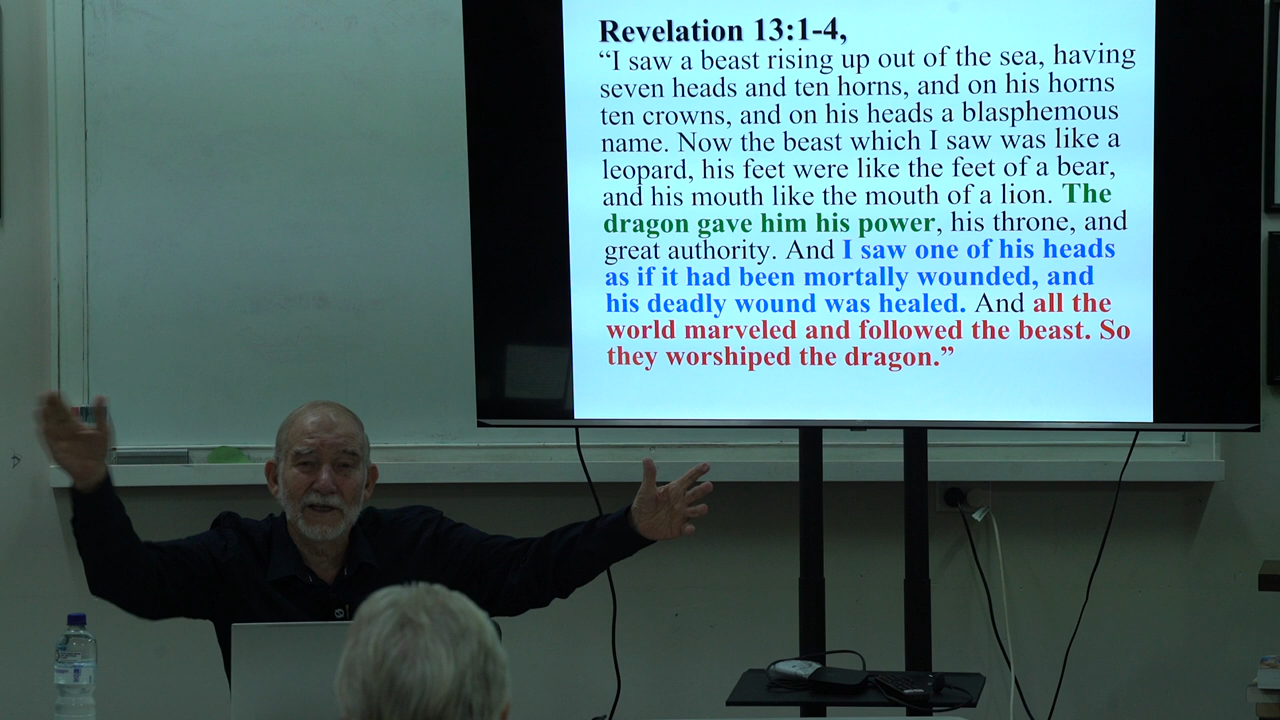 Revelation 13:1-4,
“I saw a beast rising up out of the sea, having
seven heads and ten horns, and on his horns
ten crowns, and on his heads a blasphemous
name. Now the beast which I saw was like a
leopard, his feet were like the feet of a bear,
and his mouth like the mouth of a lion. The
dragon gave him his power, his throne, and
great authority. And I saw one of his heads
as if it had been mortally wounded, and
his deadly wound was healed. And all the
world marveled and followed the beast. So
they worshiped the dragon.”